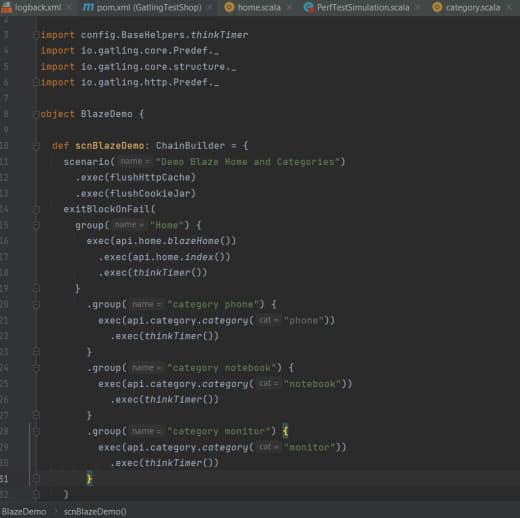 logback.xml × pom.xml (GatlingTestShop) × home.scala × PerfTestSimulation.scala × category.scala ×
2
3 import config.BaseHelpers.thinkTimer
4 import io.gatling.core.Predef._
5 import io.gatling.core.structure._
6 import io.gatling.http.Predef._
7
8 object BlazeDemo {
9
10 def scnBlazeDemo: ChainBuilder = {
11 scenario( name = "Demo Blaze Home and Categories")
12 .exec(flushHttpCache)
13 .exec(flushCookieJar)
14 exitBlockOnFail(
15 group( name = "Home") {
16 exec(api.home.blazeHome())
17 .exec(api.home.index())
18 .exec(thinkTimer())
19 }
20 .group( name = "category phone") {
21 exec(api.category.category( cat = "phone"))
22 .exec(thinkTimer())
23 }
24 .group( name = "category notebook") {
25 exec(api.category.category( cat = "notebook"))
26 .exec(thinkTimer())
27 }
28 .group( name = "category monitor") {
29 exec(api.category.category( cat = "monitor"))
30 .exec(thinkTimer())
31 }
32 )
BlazeDemo › scnBlazeDemo()